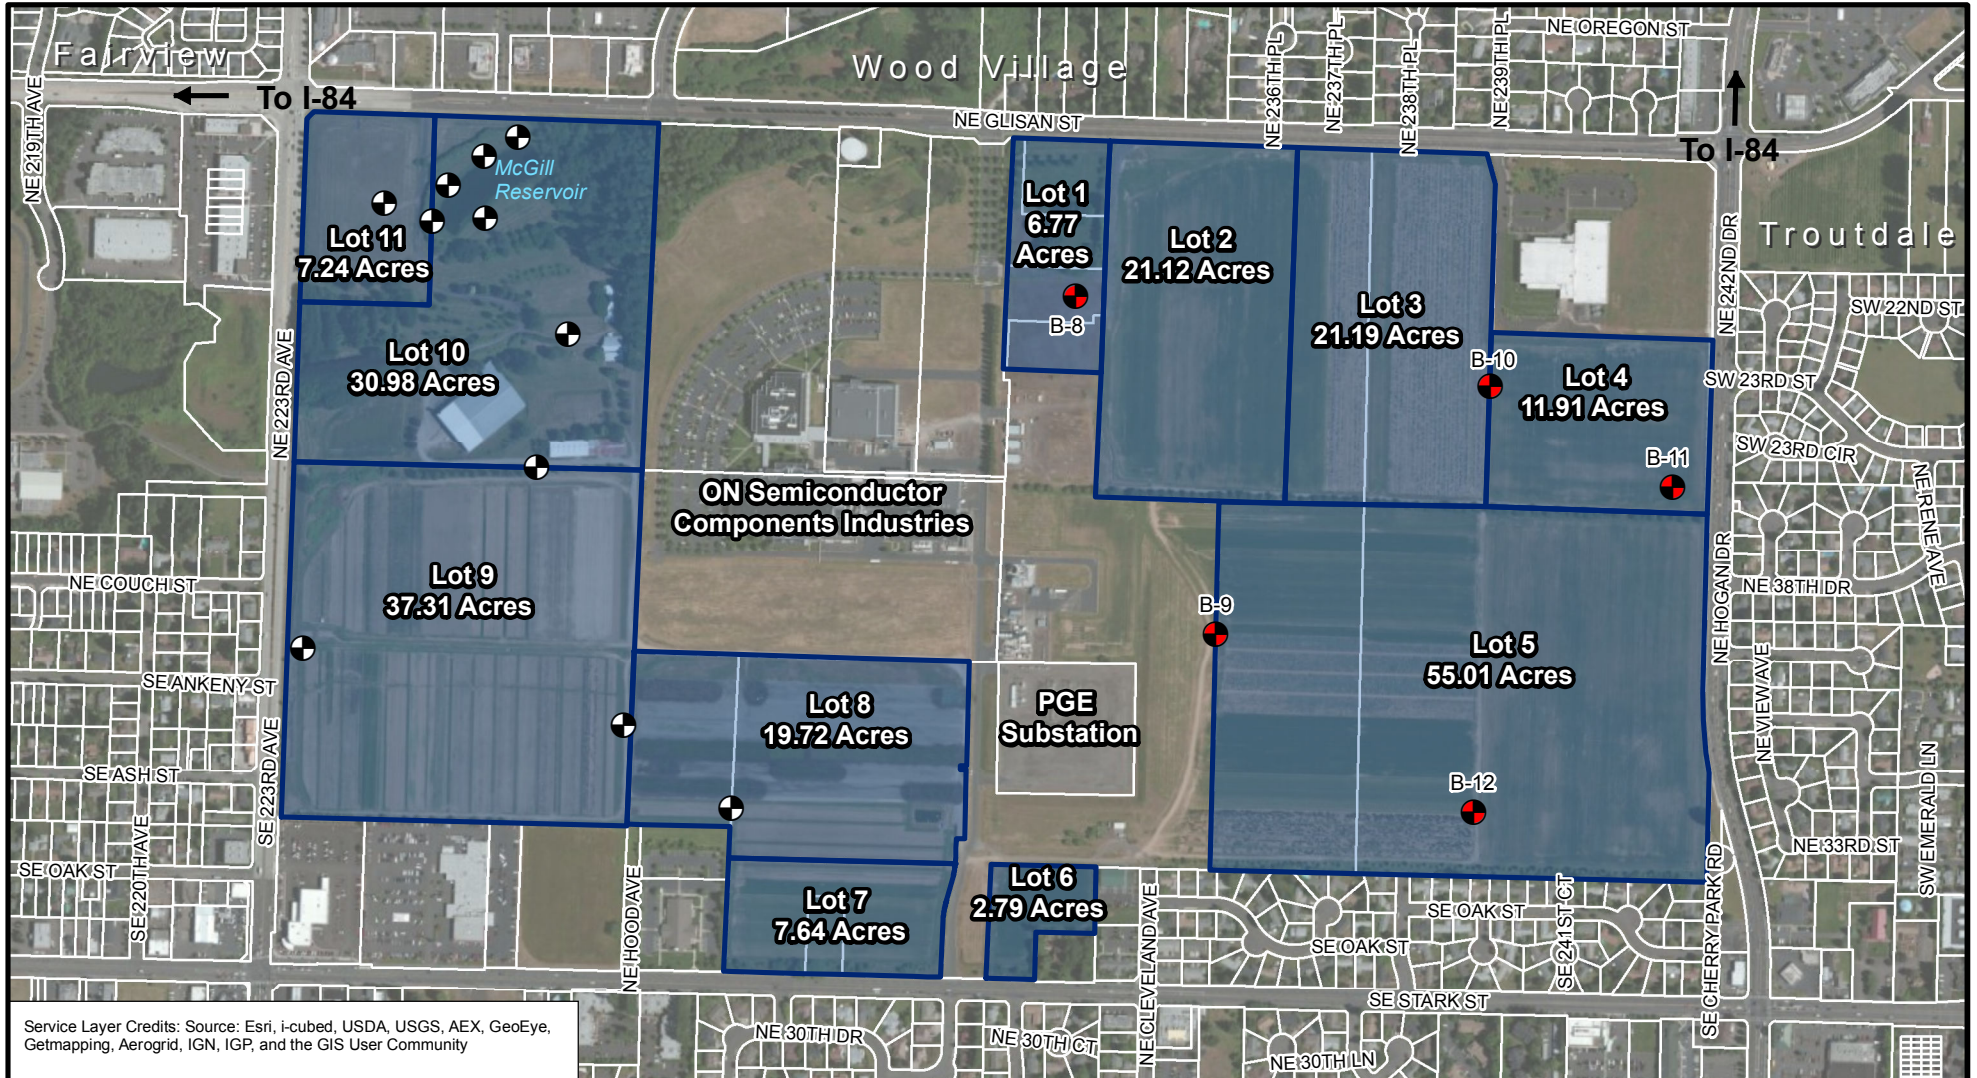 Fairview
Wood Village
Troutdale
To I-84
To I-84
NE GLISAN ST
NE OREGON ST
NE 219TH AVE
NE 236TH PL
NE 237TH PL
NE 238TH PL
NE 239TH PL
NE 242ND DR
McGill
Reservoir
Lot 11
7.24 Acres
Lot 1
6.77
Acres
B-8
Lot 2
21.12 Acres
Lot 3
21.19 Acres
B-10
Lot 4
11.91 Acres
B-11
SW 22ND ST
SW 23RD ST
SW 23RD CIR
NE RENE AVE
Lot 10
30.98 Acres
NE 223RD AVE
ON Semiconductor
Components Industries
NE COUCH ST
Lot 9
37.31 Acres
B-9
NE HOGAN DR
NE 38TH DR
Lot 5
55.01 Acres
SE ANKENY ST
Lot 8
19.72 Acres
PGE
Substation
NE VIEW AVE
SE 223RD AVE
SE ASH ST
B-12
SW EMERALD LN
SE 220TH AVE
SE OAK ST
NE 33RD ST
Lot 7
7.64 Acres
Lot 6
2.79 Acres
NE HOOD AVE
NE CLEVELAND AVE
SE OAK ST
SE OAK ST
SE 241ST CT
SE CHERRY PARK RD
SE STARK ST
NE 30TH DR
NE 30TH CT
NE 30TH LN
Service Layer Credits: Source: Esri, i-cubed, USDA, USGS, AEX, GeoEye,
Getmapping, Aerogrid, IGN, IGP, and the GIS User Community